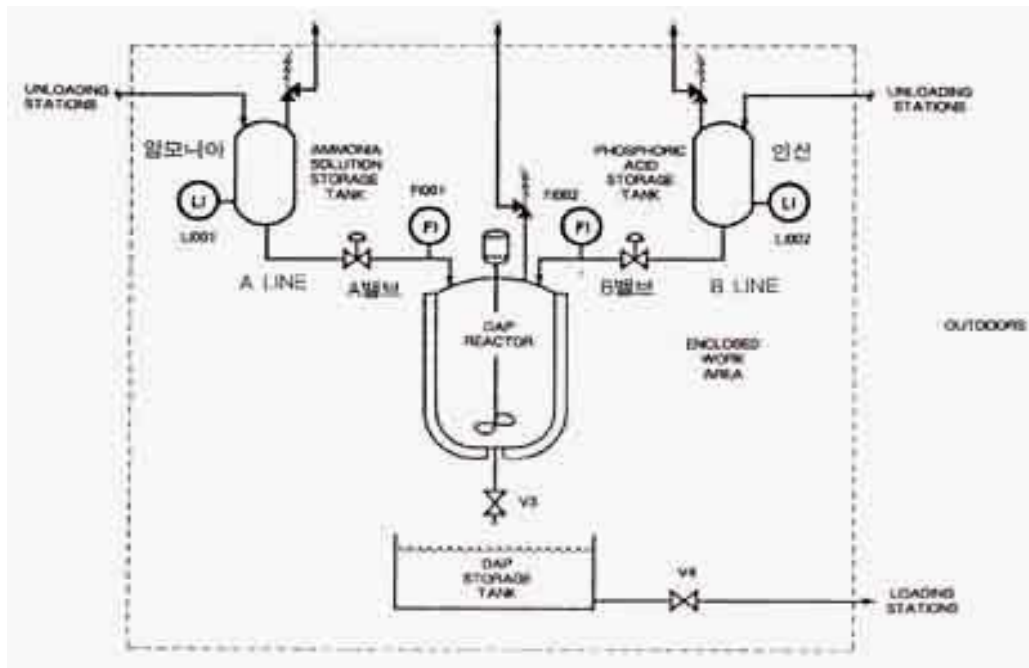 UNLOADING
STATIONS
암모니아
LI
LI001
AMMONIA
SOLUTION
STORAGE
TANK
FI001
FI
A LINE
A밸브
DAP
REACTOR
PHOSPHORIC
ACID
STORAGE
TANK
FI002
FI
B밸브
B LINE
인산
LI
LI002
UNLOADING
STATIONS
ENCLOSED
WORK
AREA
OUTDOORS
V3
DAP
STORAGE
TANK
V4
LOADING
STATIONS